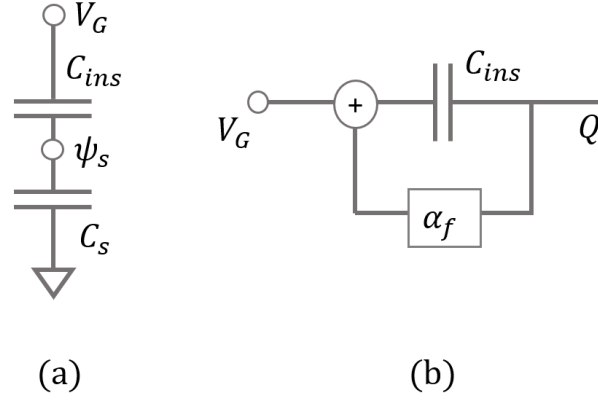 V_G
C_ins
ψ_s
C_s
(a)
V_G
+
C_ins
Q
α_f
(b)